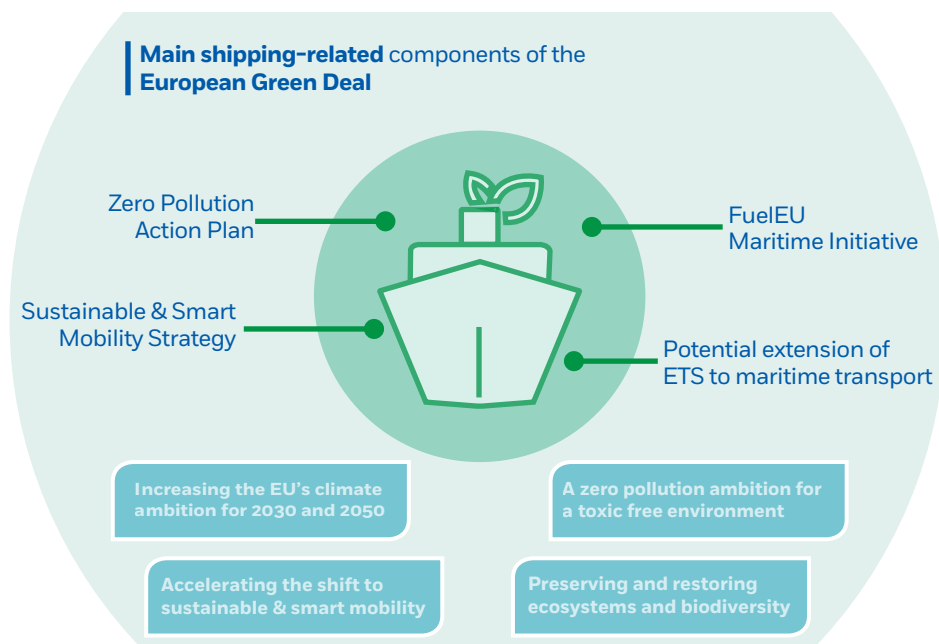 Main shipping-related components of the
European Green Deal
Zero Pollution
Action Plan
FuelEU
Maritime Initiative
Sustainable & Smart
Mobility Strategy
Potential extension of
ETS to maritime transport
Increasing the EU's climate
ambition for 2030 and 2050
A zero pollution ambition for
a toxic free environment
Accelerating the shift to
sustainable & smart mobility
Preserving and restoring
ecosystems and biodiversity